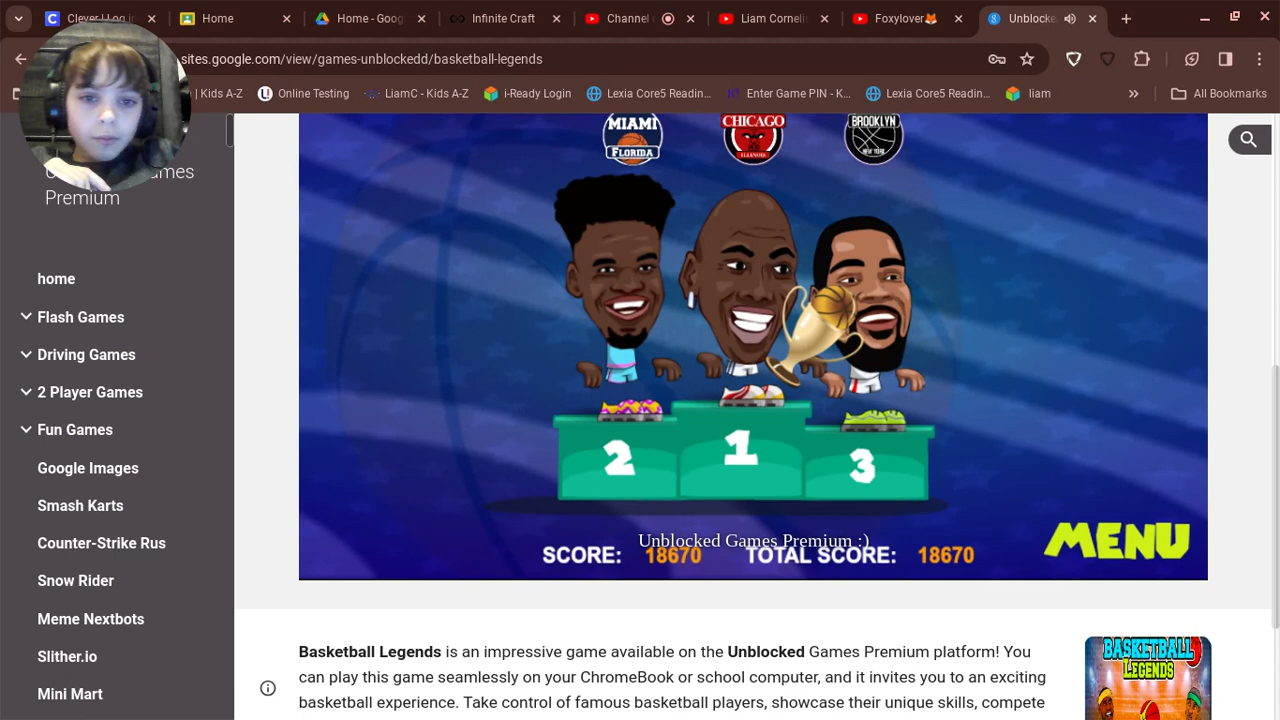 Clever | Log in
Home
Home - Goog
Infinite Craft
Channel c
Liam Corneli
Foxylover🦊
Unblocke
sites.google.com/view/games-unblockedd/basketball-legends
| Kids A-Z
Online Testing
LiamC - Kids A-Z
i-Ready Login
Lexia Core5 Readin...
Enter Game PIN - K...
Lexia Core5 Readin...
liam
All Bookmarks
Games
Premium
home
Flash Games
Driving Games
2 Player Games
Fun Games
Google Images
Smash Karts
Counter-Strike Rus
Snow Rider
Meme Nextbots
Slither.io
Mini Mart
MIAMI
FLORIDA
CHICAGO
ILLINOIS
BROOKLYN
NEW YORK
2
1
3
Unblocked Games Premium :)
SCORE: 18670 TOTAL SCORE: 18670
MENU
Basketball Legends is an impressive game available on the Unblocked Games Premium platform! You
can play this game seamlessly on your ChromeBook or school computer, and it invites you to an exciting
basketball experience. Take control of famous basketball players, showcase their unique skills, compete
BASKETBALL
LEGENDS